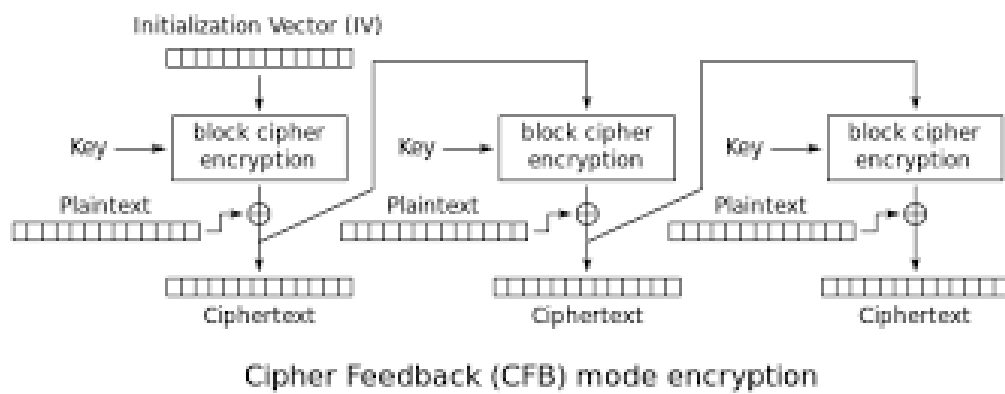 Initialization Vector (IV)
Key
block cipher
encryption
Key
block cipher
encryption
Key
block cipher
encryption
Plaintext
Plaintext
Plaintext
Ciphertext
Ciphertext
Ciphertext
Cipher Feedback (CFB) mode encryption